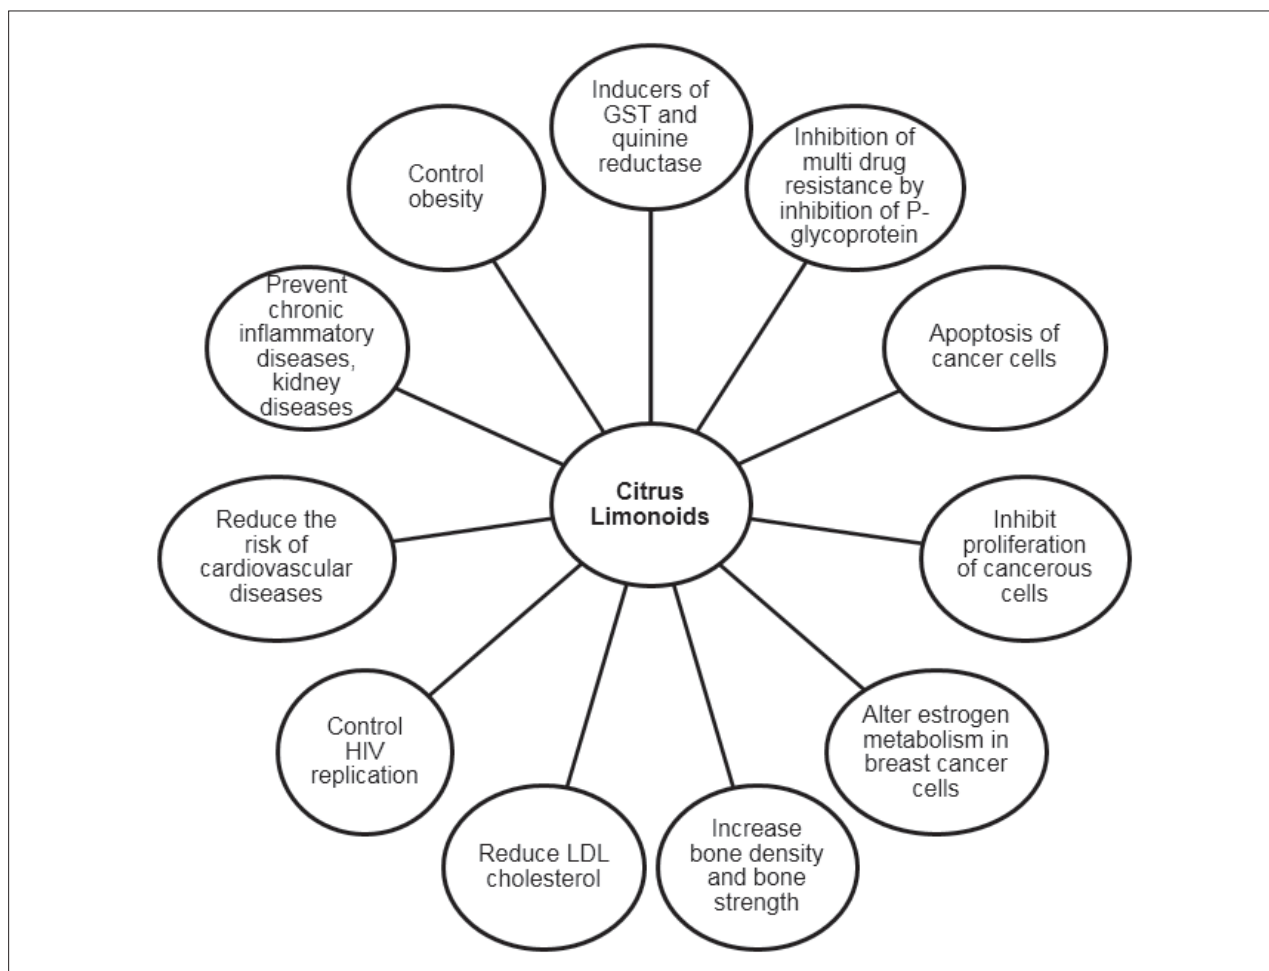 Inducers of
GST and
quinine
reductase
Inhibition of
multi drug
resistance by
inhibition of P-
glycoprotein
Apoptosis of
cancer cells
Inhibit
proliferation
of cancerous
cells
Alter estrogen
metabolism in
breast cancer
cells
Increase
bone density
and bone
strength
Reduce LDL
cholesterol
Control
HIV
replication
Reduce the
risk of
cardiovascular
diseases
Prevent
chronic
inflammatory
diseases,
kidney
diseases
Control
obesity
Citrus
Limonoids